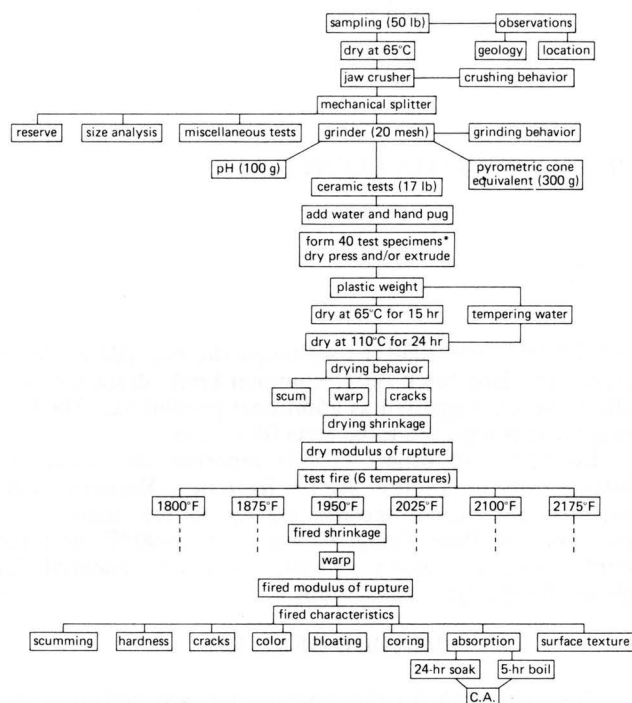 sampling (50 lb)
observations
dry at 65°C
geology
location
jaw crusher
crushing behavior
mechanical splitter
reserve
size analysis
miscellaneous tests
grinder (20 mesh)
grinding behavior
pH (100 g)
pyrometric cone
equivalent (300 g)
ceramic tests (17 lb)
add water and hand pug
form 40 test specimens*
dry press and/or extrude
plastic weight
dry at 65°C for 15 hr
tempering water
dry at 110°C for 24 hr
drying behavior
scum
warp
cracks
drying shrinkage
dry modulus of rupture
test fire (6 temperatures)
1800°F
1875°F
1950°F
2025°F
2100°F
2175°F
fired shrinkage
warp
fired modulus of rupture
fired characteristics
scumming
hardness
cracks
color
bloating
coring
absorption
surface texture
24-hr soak
5-hr boil
C.A.